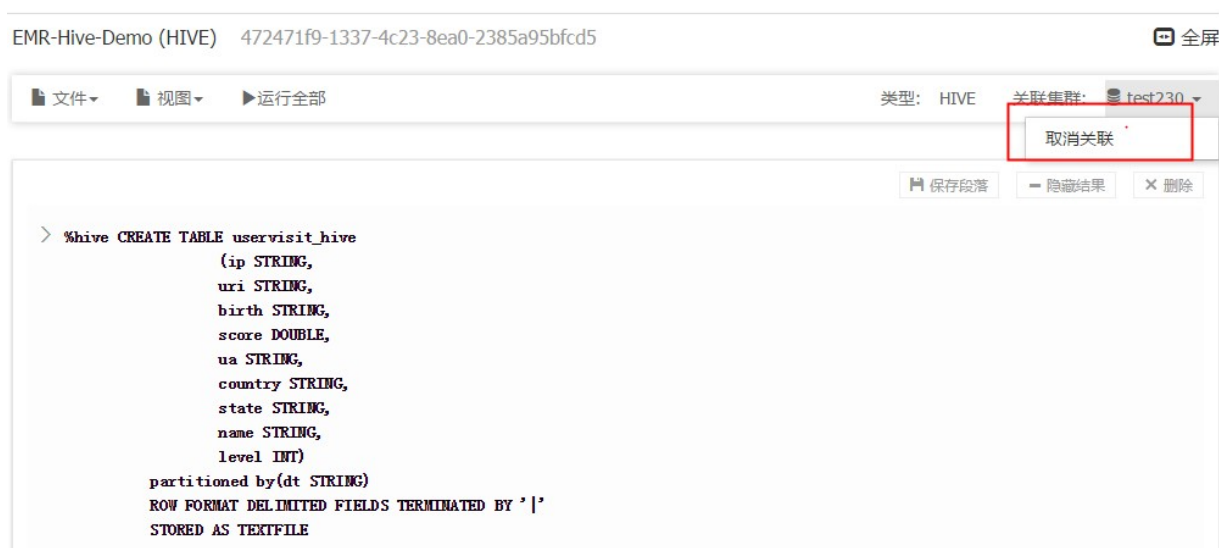 EMR-Hive-Demo (HIVE) 472471f9-1337-4c23-8ea0-2385a95bfcd5 全屏
文件 视图 运行全部 类型: HIVE 关联集群: test230
取消关联
保存段落 隐藏结果 删除
%hive CREATE TABLE uservisit_hive
(ip STRING,
uri STRING,
birth STRING,
score DOUBLE,
ua STRING,
country STRING,
state STRING,
name STRING,
level INT)
partitioned by(dt STRING)
ROW FORMAT DELIMITED FIELDS TERMINATED BY '|'
STORED AS TEXTFILE